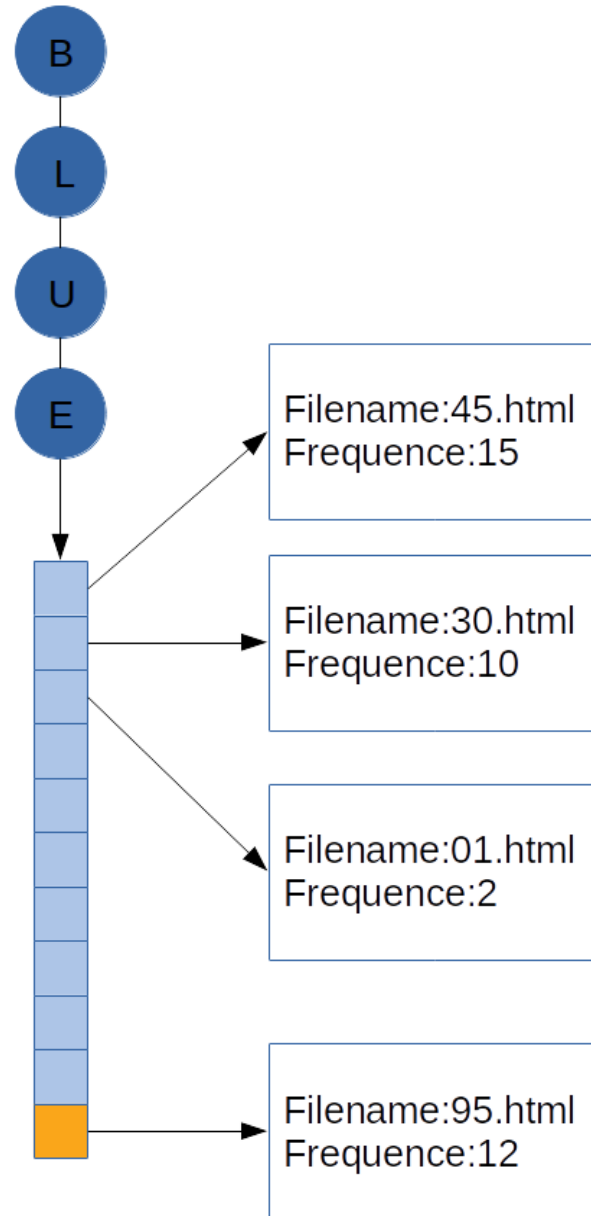 B
L
U
E
Filename:45.html
Frequence:15
Filename:30.html
Frequence:10
Filename:01.html
Frequence:2
Filename:95.html
Frequence:12